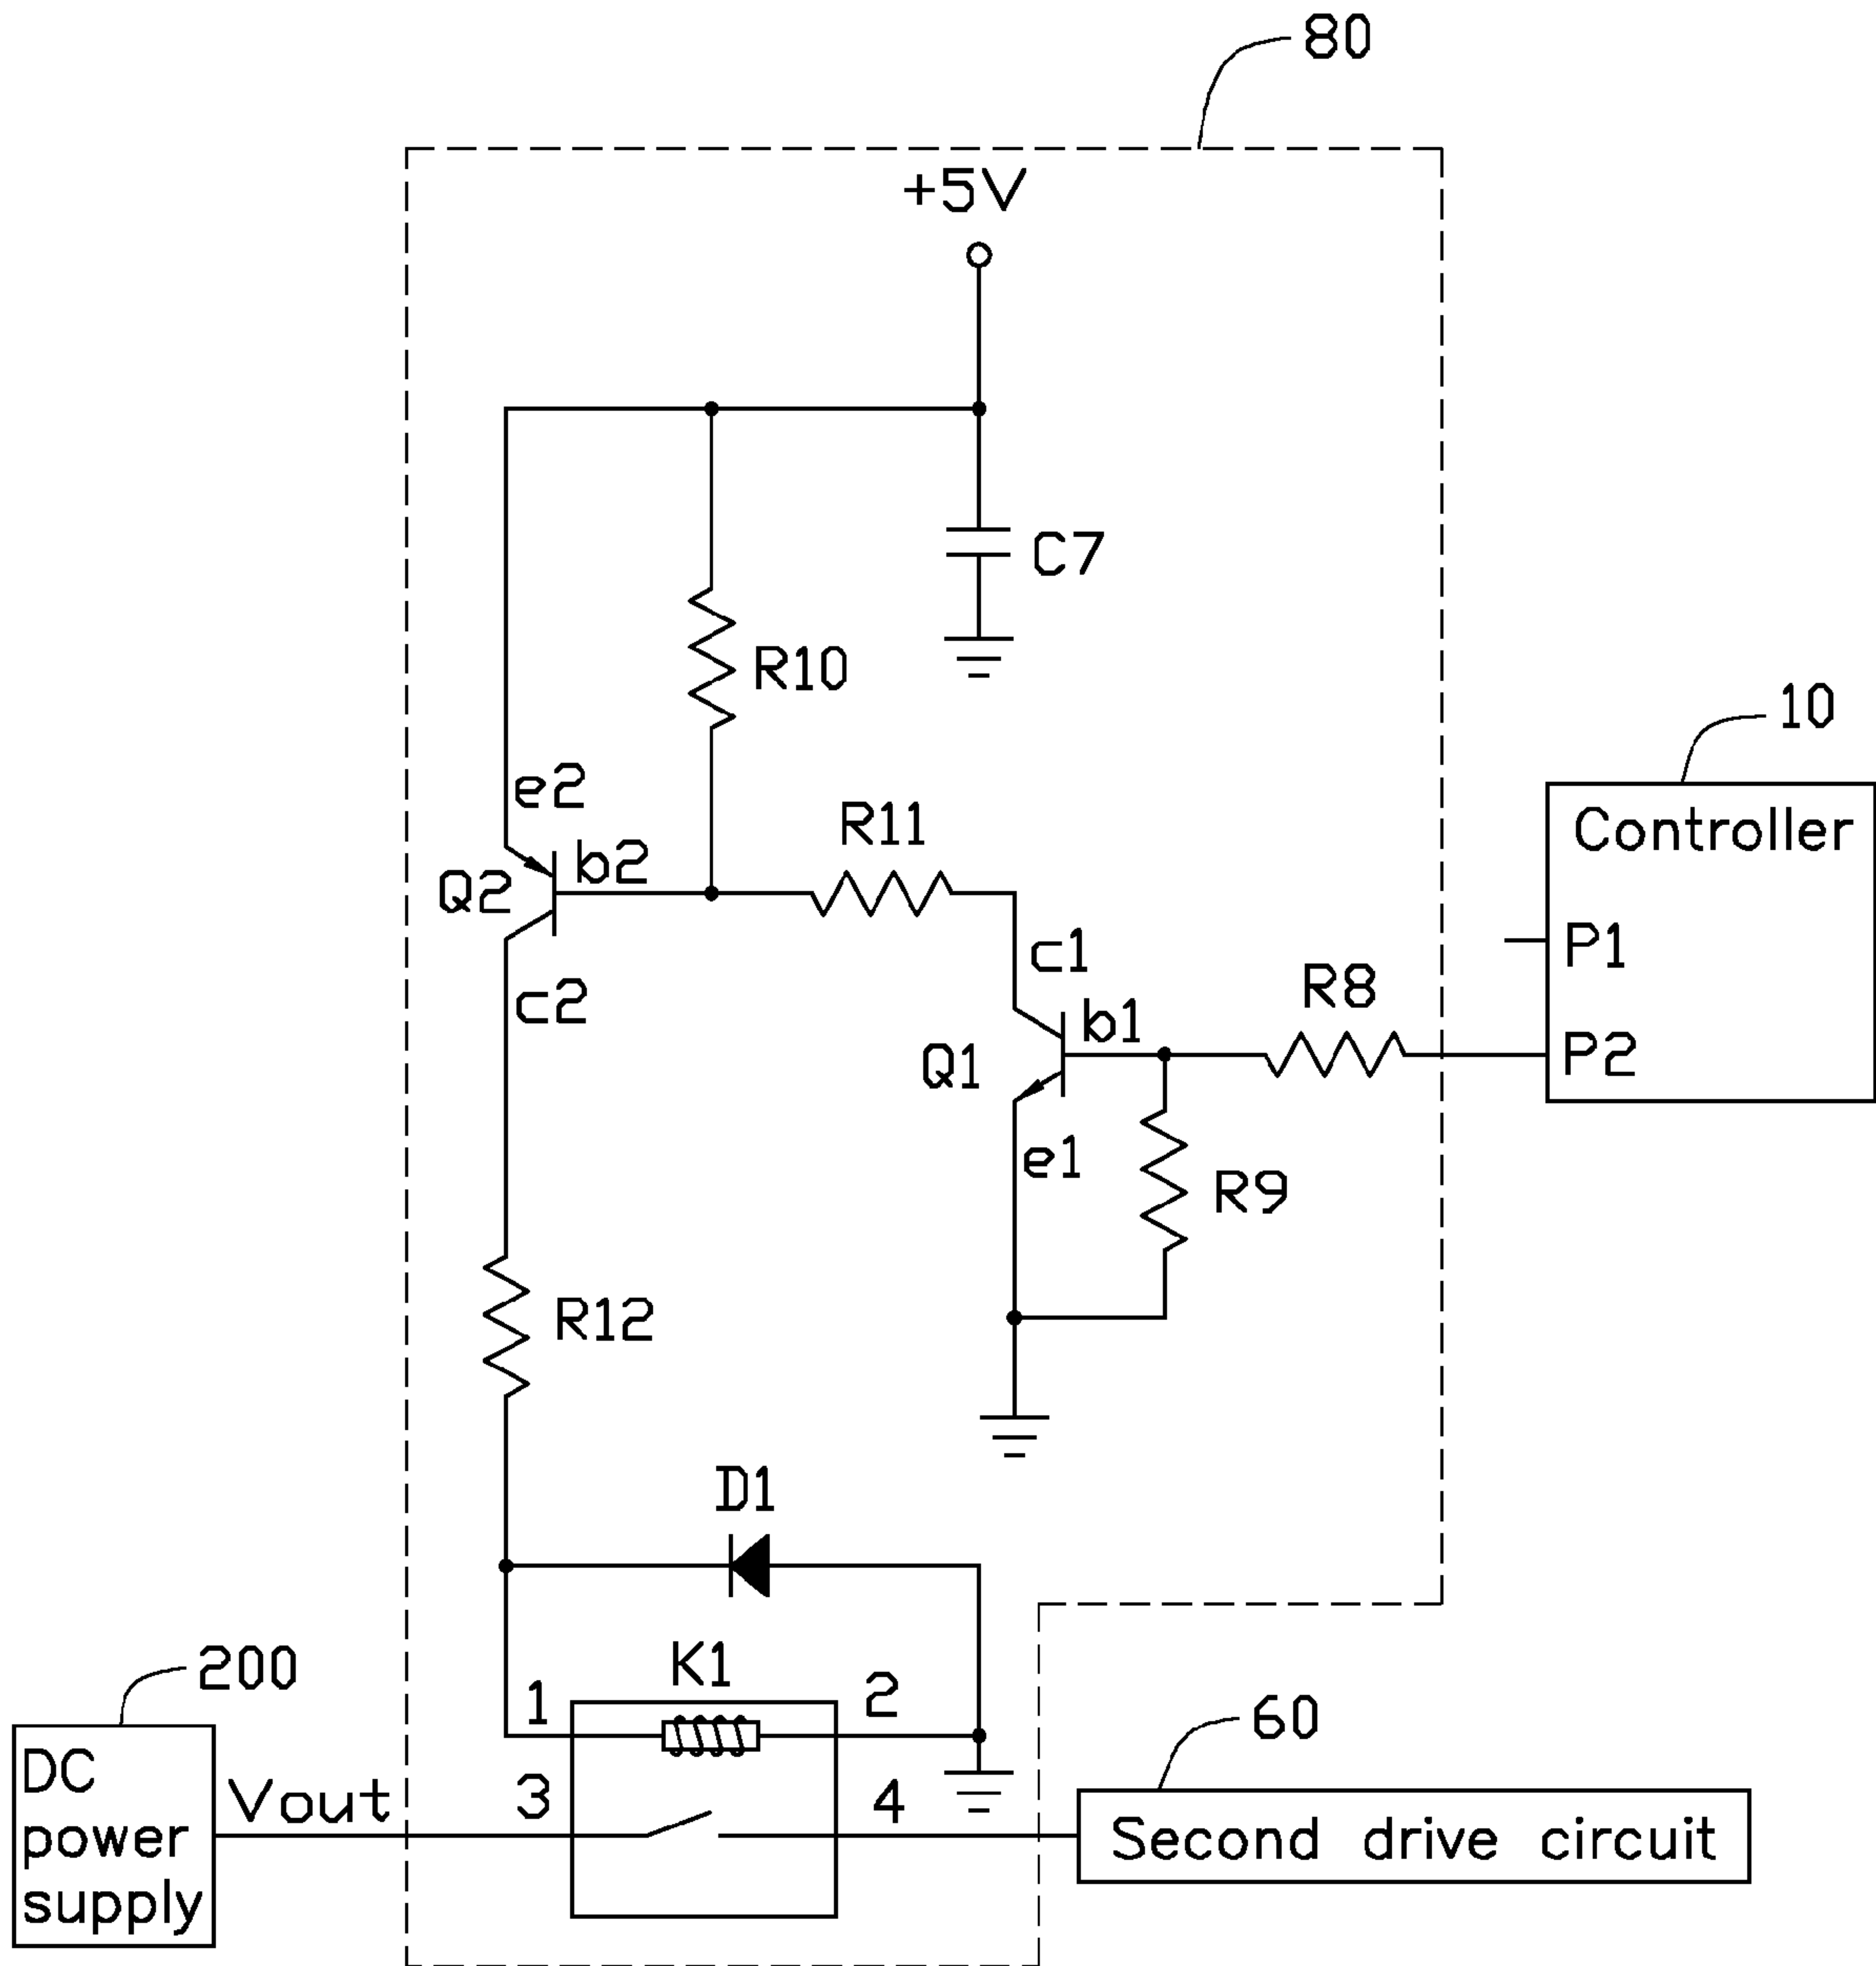 80
+5V
C7
R10
10
e2
R11
Controller
b2
Q2
P1
c1
R8
c2
b1
P2
Q1
e1
R9
R12
D1
200
K1
1
2
60
DC
power
supply
Vout
3
4
Second drive circuit